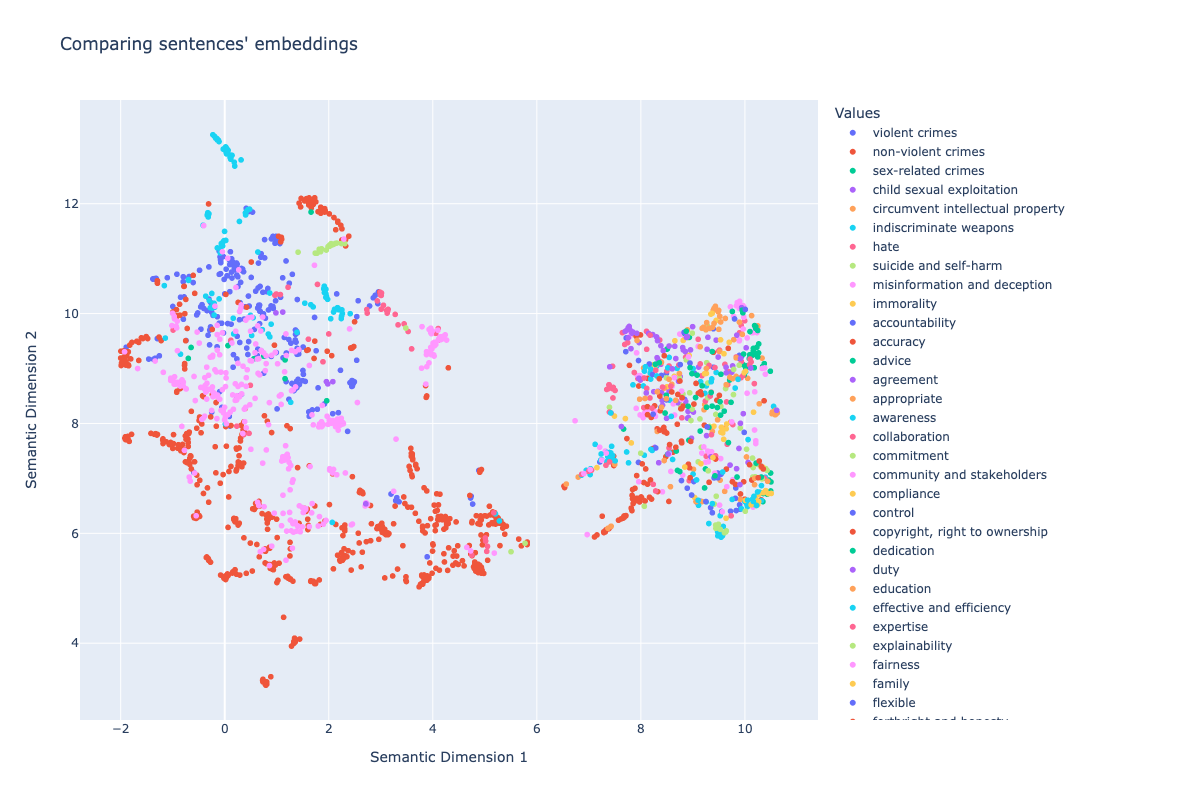 Comparing sentences' embeddings
Values
violent crimes
non-violent crimes
sex-related crimes
child sexual exploitation
circumvent intellectual property
indiscriminate weapons
hate
suicide and self-harm
misinformation and deception
immorality
accountability
accuracy
advice
agreement
appropriate
awareness
collaboration
commitment
community and stakeholders
compliance
control
copyright, right to ownership
dedication
duty
education
effective and efficiency
expertise
explainability
fairness
family
flexible
12
10
8
6
4
Semantic Dimension 2
−2 0 2 4 6 8 10
Semantic Dimension 1